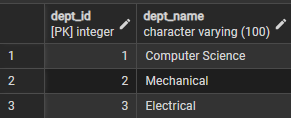 dept_id dept_name
[PK] integer character varying (100)
1 1 Computer Science
2 2 Mechanical
3 3 Electrical